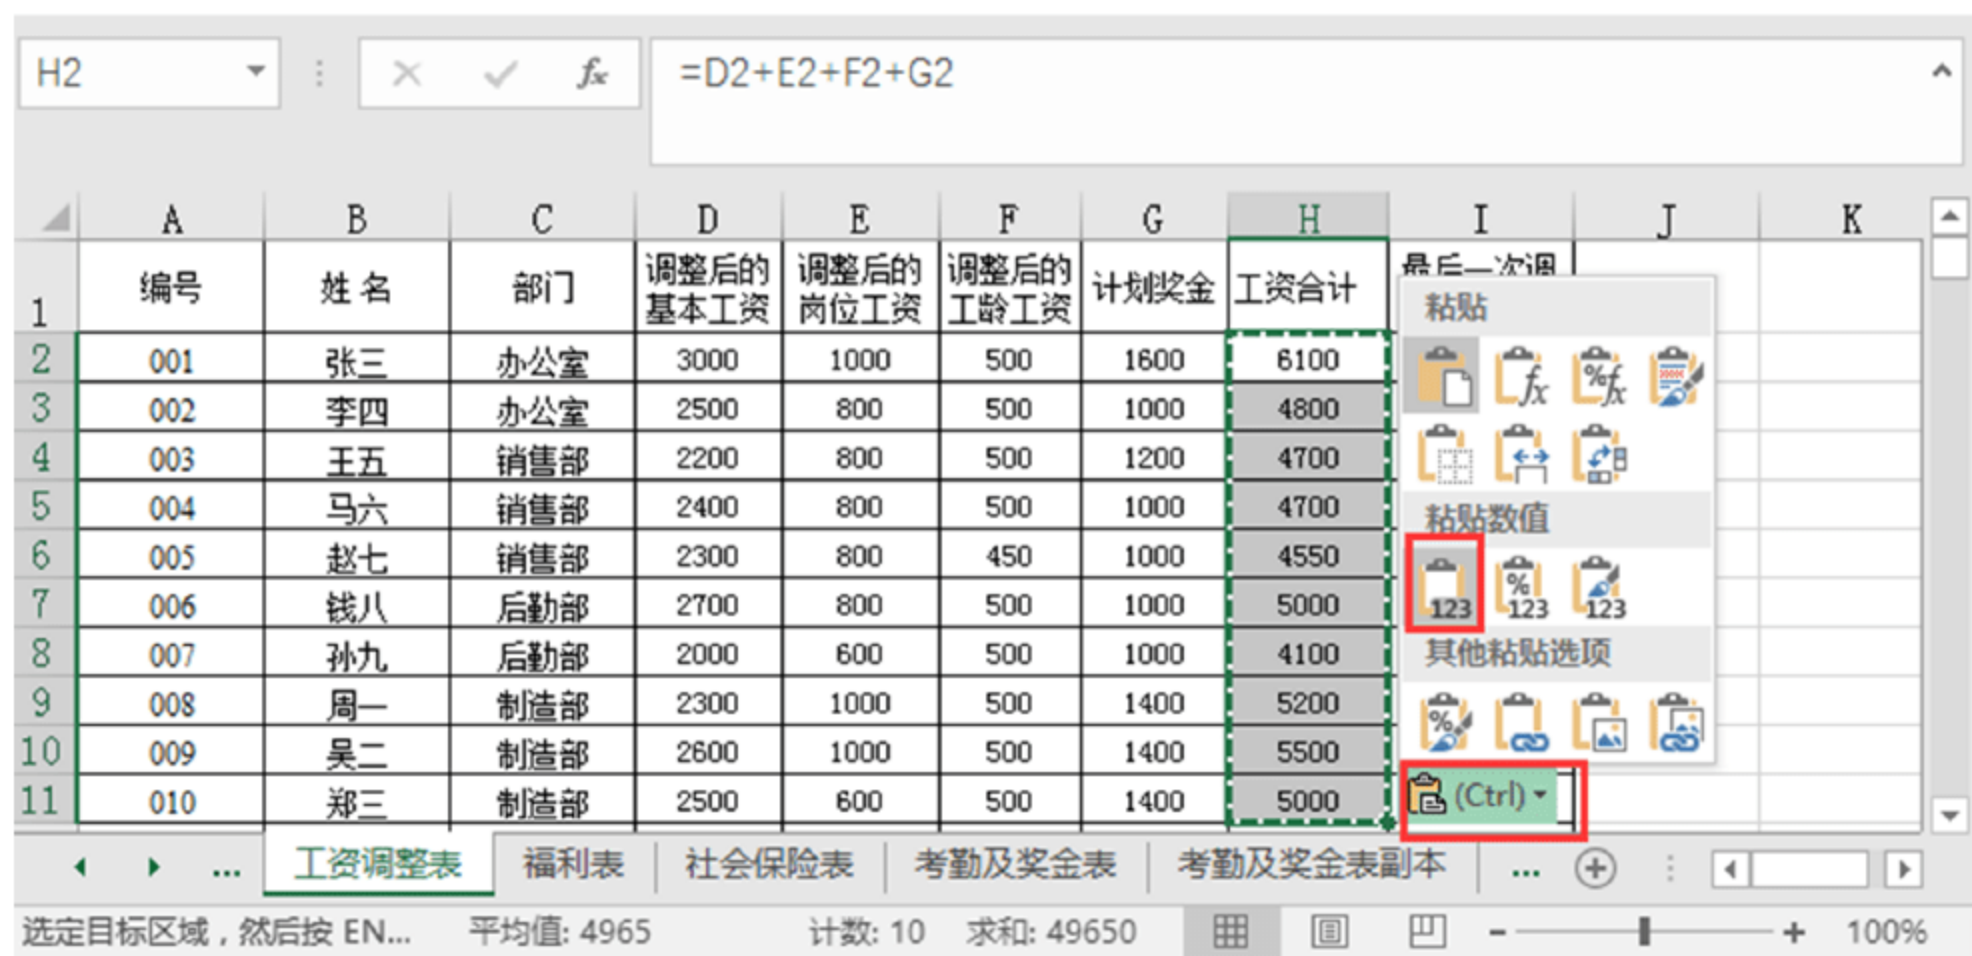 H2 fx =D2+E2+F2+G2
A B C D E F G H I J K
1 编号 姓 名 部门 调整后的基本工资 调整后的岗位工资 调整后的工龄工资 计划奖金 工资合计 最后一次调
2 001 张三 办公室 3000 1000 500 1600 6100
3 002 李四 办公室 2500 800 500 1000 4800
4 003 王五 销售部 2200 800 500 1200 4700
5 004 马六 销售部 2400 800 500 1000 4700
6 005 赵七 销售部 2300 800 450 1000 4550
7 006 钱八 后勤部 2700 800 500 1000 5000
8 007 孙九 后勤部 2000 600 500 1000 4100
9 008 周一 制造部 2300 1000 500 1400 5200
10 009 吴二 制造部 2600 1000 500 1400 5500
11 010 郑三 制造部 2500 600 500 1400 5000
粘贴
fx %fx
粘贴数值
123 %123 123
其他粘贴选项
%
(Ctrl)
... 工资调整表 福利表 社会保险表 考勤及奖金表 考勤及奖金表副本 ...
选定目标区域，然后按 EN... 平均值: 4965 计数: 10 求和: 49650 100%